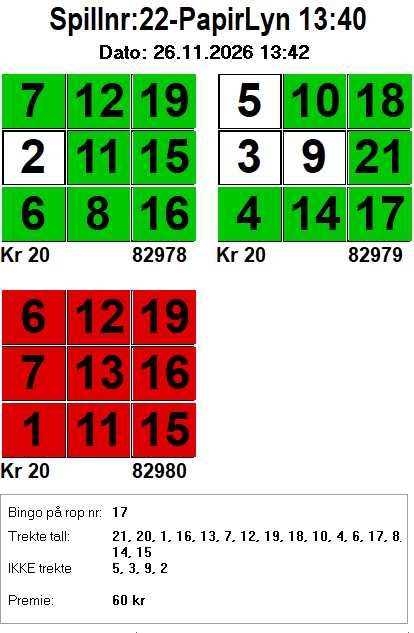 Spillnr:22-PapirLyn 13:40
Dato: 26.11.2026 13:42
7 12 19 5 10 18
2 11 15 3 9 21
6 8 16 4 14 17
Kr 20 82978 Kr 20 82979
6 12 19
7 13 16
1 11 15
Kr 20 82980
Bingo på rop nr: 17
Trekte tall: 21, 20, 1, 16, 13, 7, 12, 19, 18, 10, 4, 6, 17, 8,
14, 15
IKKE trekte 5, 3, 9, 2
Premie: 60 kr